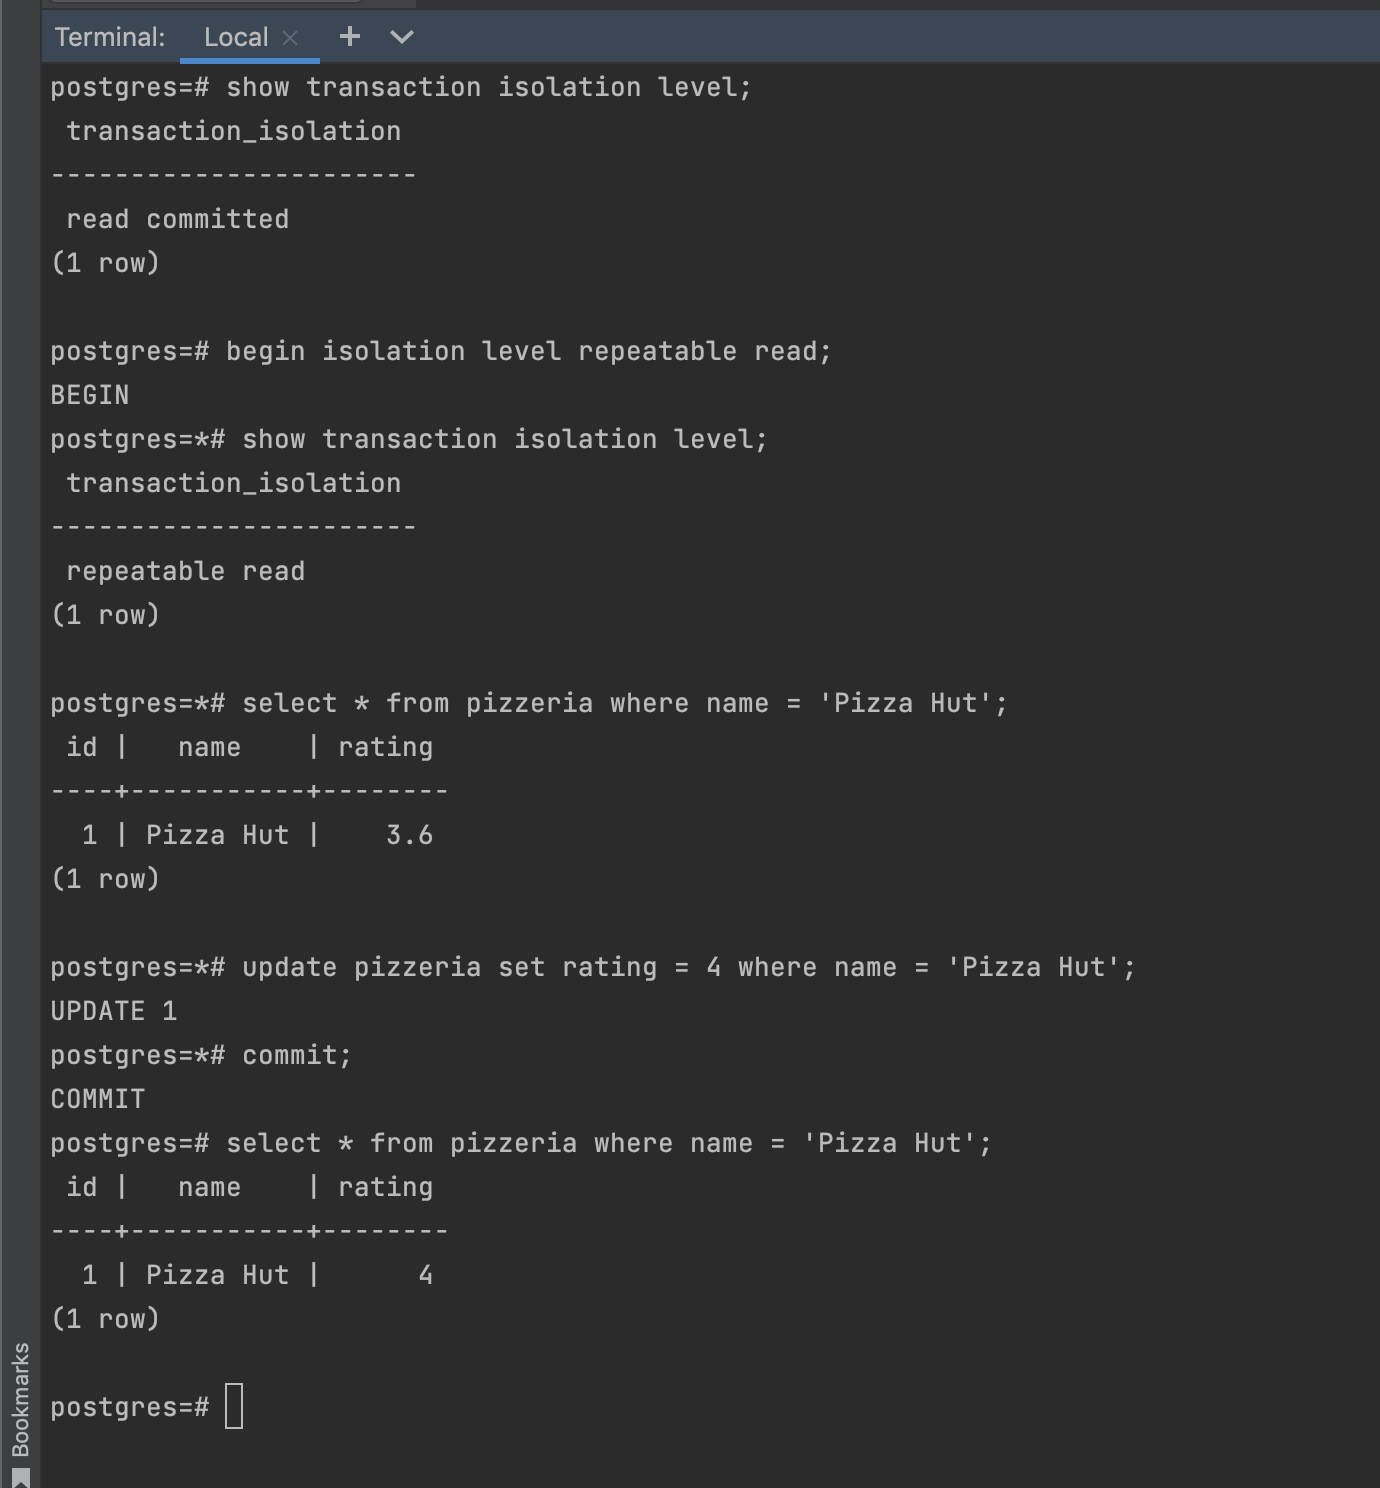 Terminal: Local
postgres=# show transaction isolation level;
 transaction_isolation
-----------------------
 read committed
(1 row)

postgres=# begin isolation level repeatable read;
BEGIN
postgres=*# show transaction isolation level;
 transaction_isolation
-----------------------
 repeatable read
(1 row)

postgres=*# select * from pizzeria where name = 'Pizza Hut';
 id |   name    | rating
----+-----------+--------
  1 | Pizza Hut |    3.6
(1 row)

postgres=*# update pizzeria set rating = 4 where name = 'Pizza Hut';
UPDATE 1
postgres=*# commit;
COMMIT
postgres=# select * from pizzeria where name = 'Pizza Hut';
 id |   name    | rating
----+-----------+--------
  1 | Pizza Hut |      4
(1 row)

postgres=#
Bookmarks